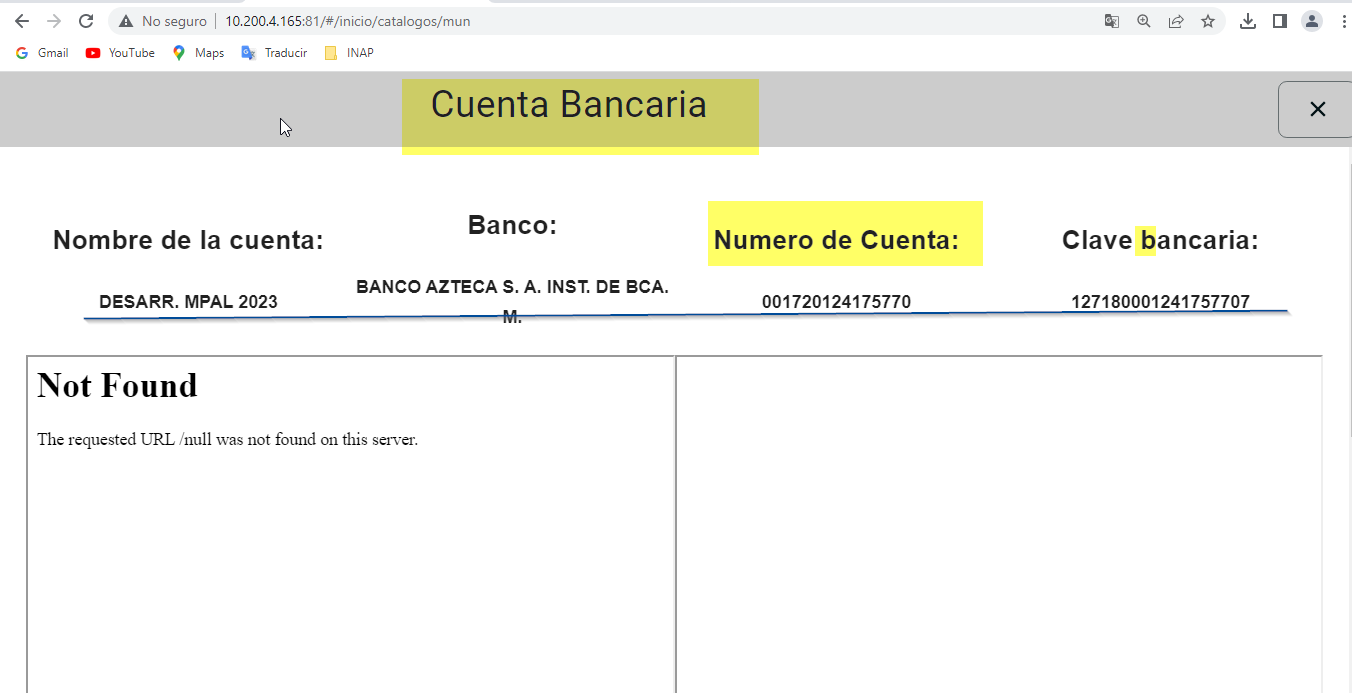 No seguro
10.200.4.165:81/#/inicio/catalogos/mun
Gmail
YouTube
Maps
Traducir
INAP
Cuenta Bancaria
Nombre de la cuenta:
Banco:
Numero de Cuenta:
Clave bancaria:
DESARR. MPAL 2023
BANCO AZTECA S. A. INST. DE BCA.
M.
001720124175770
127180001241757707
Not Found
The requested URL /null was not found on this server.